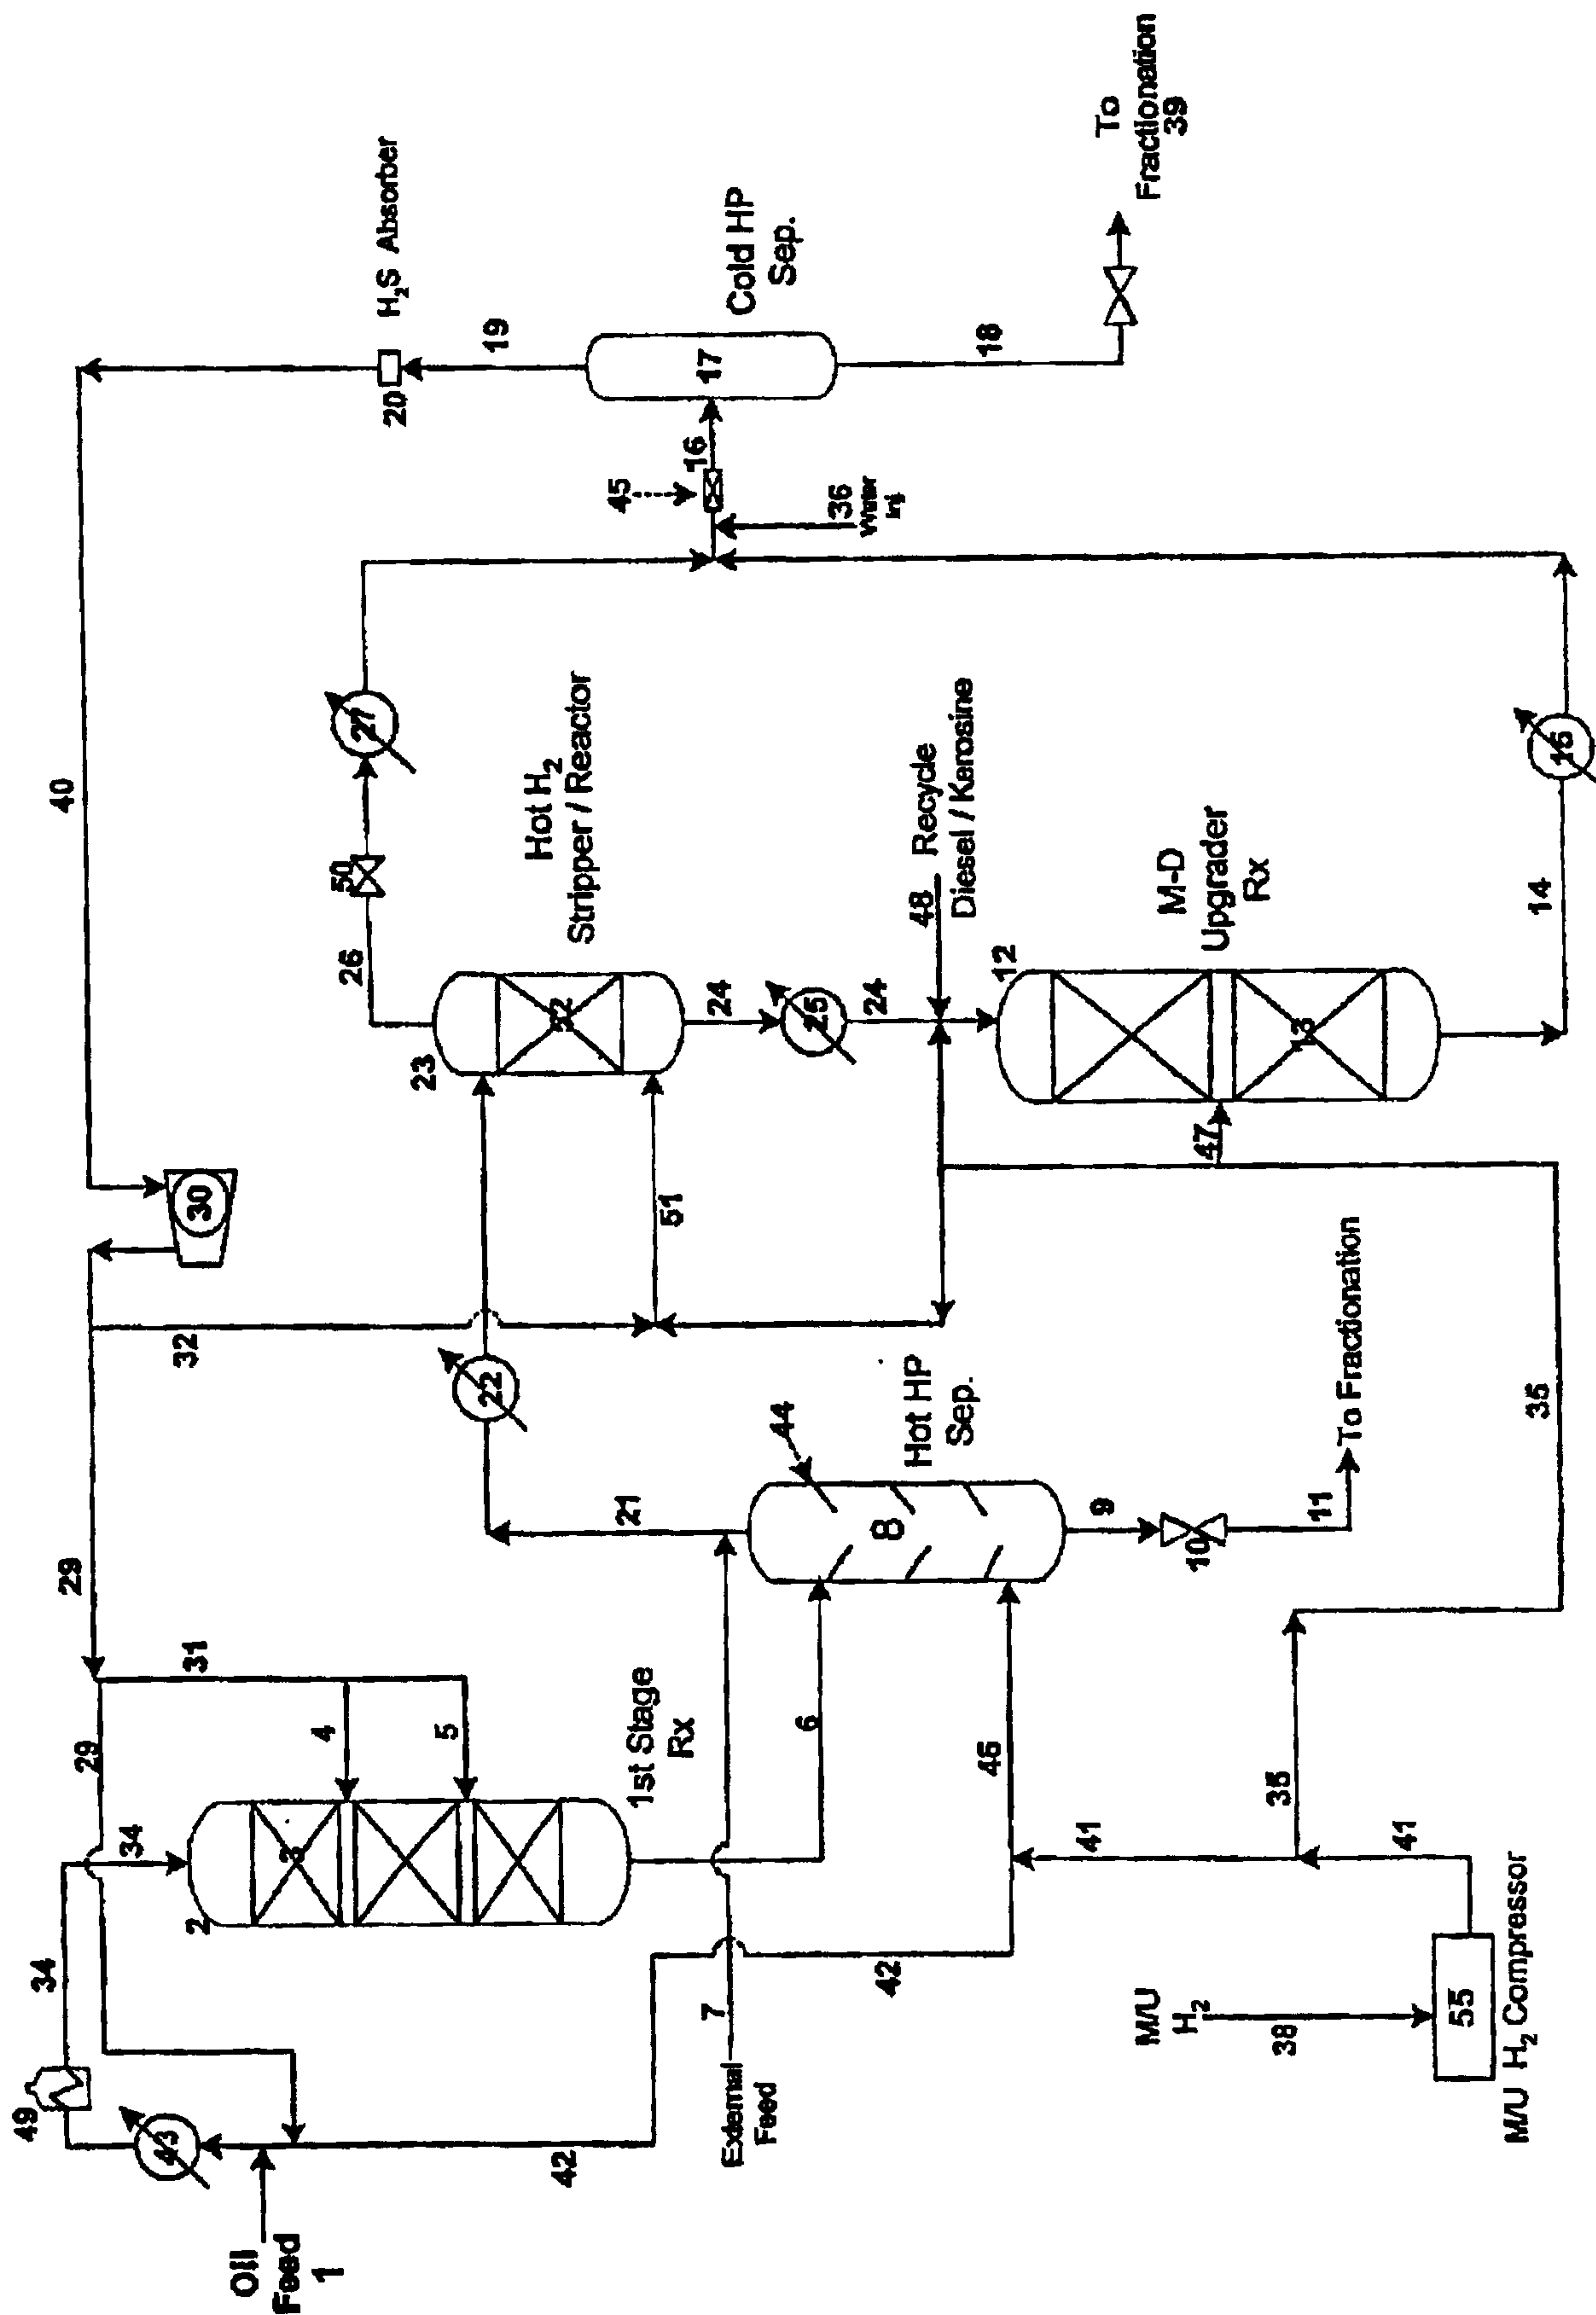 Oil
Feed
1
49
43
34
34
2
3
29
31
4
5
1st Stage
Rx
6
29
32
30
40
42
42
External
Feed
7
21
22
44
8
Hot HP
Sep.
9
10
11
To Fractionation
46
41
41
35
35
M/U
H2
38
55
M/U H2 Compressor
23
52
Hot H2
Stripper / Reactor
51
26
50
27
24
25
24
48
Recycle
Diesel / Kerosine
12
13
47
M-D
Upgrader
Rx
14
15
45
16
36
Water
Inj
17
Cold HP
Sep.
19
20
H2S Absorber
18
To
Fractionation
39